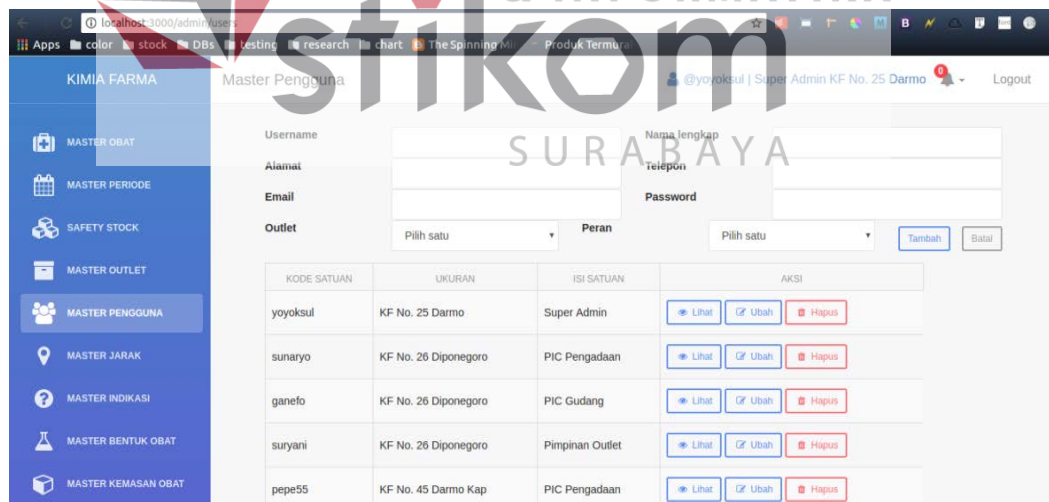 localhost:3000/admin/users
Apps color stock DBs testing research chart The Spinning Produk Termura
KIMIA FARMA
Master Pengguna
@yoyoksul | Super Admin KF No. 25 Darmo
0
Logout
stikom
SURABAYA
MASTER OBAT
MASTER PERIODE
SAFETY STOCK
MASTER OUTLET
MASTER PENGGUNA
MASTER JARAK
MASTER INDIKASI
MASTER BENTUK OBAT
MASTER KEMASAN OBAT
Username Nama lengkap
Alamat Telepon
Email Password
Outlet Pilih satu Peran Pilih satu Tambah Batal
KODE SATUAN UKURAN ISI SATUAN AKSI
yoyoksul KF No. 25 Darmo Super Admin Lihat Ubah Hapus
sunaryo KF No. 26 Diponegoro PIC Pengadaan Lihat Ubah Hapus
ganefo KF No. 26 Diponegoro PIC Gudang Lihat Ubah Hapus
suryani KF No. 26 Diponegoro Pimpinan Outlet Lihat Ubah Hapus
pepe55 KF No. 45 Darmo Kap PIC Pengadaan Lihat Ubah Hapus